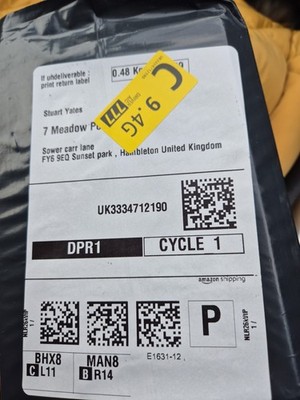 If undeliverable :
print return label
0.48 K
C 9.4G
777
Stuart Yates
7 Meadow P
Sower carr lane
FY6 9EQ Sunset park , Hambleton United Kingdom
UK3334712190
DPR1
CYCLE 1
amazon shipping
P
BHX8
C L11
MAN8
B R14
E1631-12